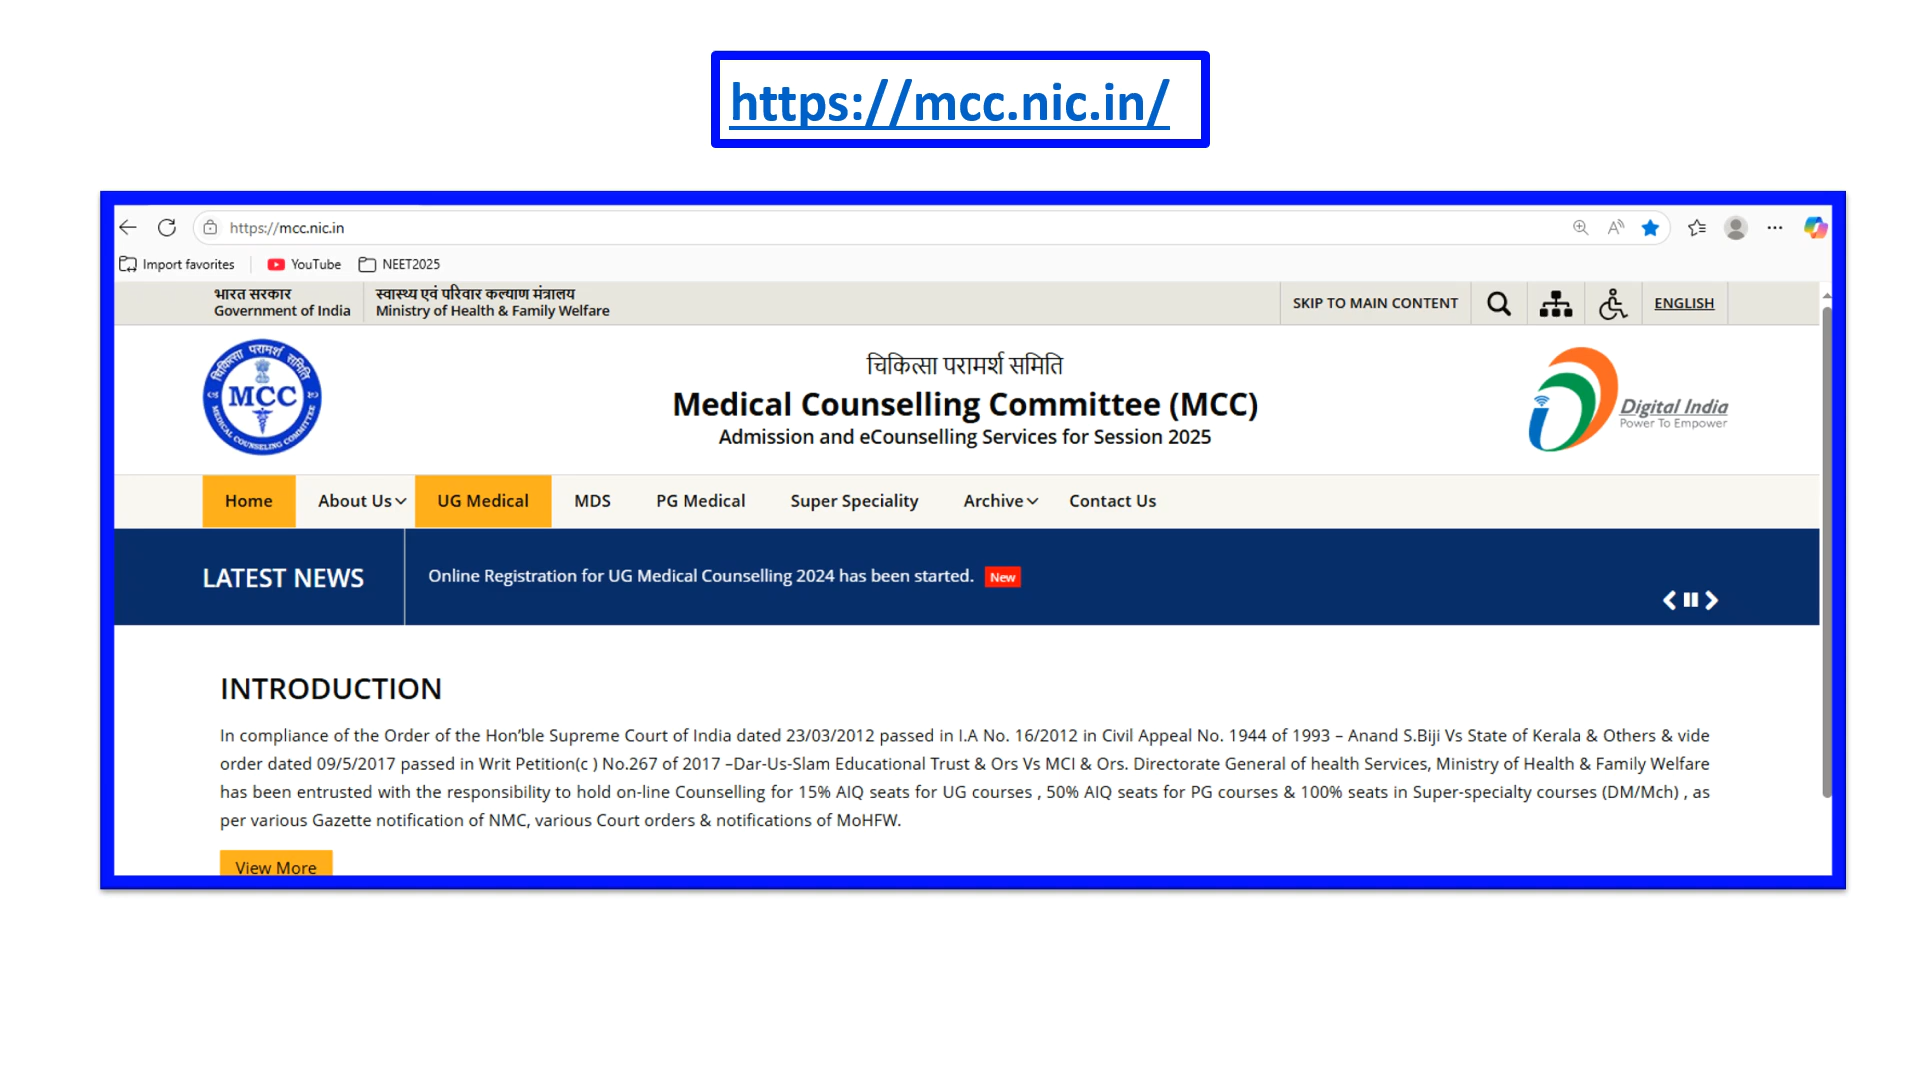 https://mcc.nic.in/
https://mcc.nic.in
Import favorites YouTube NEET2025
भारत सरकार
Government of India
स्वास्थ्य एवं परिवार कल्याण मंत्रालय
Ministry of Health & Family Welfare
SKIP TO MAIN CONTENT ENGLISH
चिकित्सा परामर्श समिति
MCC
MEDICAL COUNSELING COMMITTEE
चिकित्सा परामर्श समिति
Medical Counselling Committee (MCC)
Admission and eCounselling Services for Session 2025
Digital India
Power To Empower
Home About Us UG Medical MDS PG Medical Super Speciality Archive Contact Us
LATEST NEWS
Online Registration for UG Medical Counselling 2024 has been started. New
INTRODUCTION
In compliance of the Order of the Hon’ble Supreme Court of India dated 23/03/2012 passed in I.A No. 16/2012 in Civil Appeal No. 1944 of 1993 – Anand S.Biji Vs State of Kerala & Others & vide
order dated 09/5/2017 passed in Writ Petition(c ) No.267 of 2017 –Dar-Us-Slam Educational Trust & Ors Vs MCI & Ors. Directorate General of health Services, Ministry of Health & Family Welfare
has been entrusted with the responsibility to hold on-line Counselling for 15% AIQ seats for UG courses , 50% AIQ seats for PG courses & 100% seats in Super-specialty courses (DM/Mch) , as
per various Gazette notification of NMC, various Court orders & notifications of MoHFW.
View More